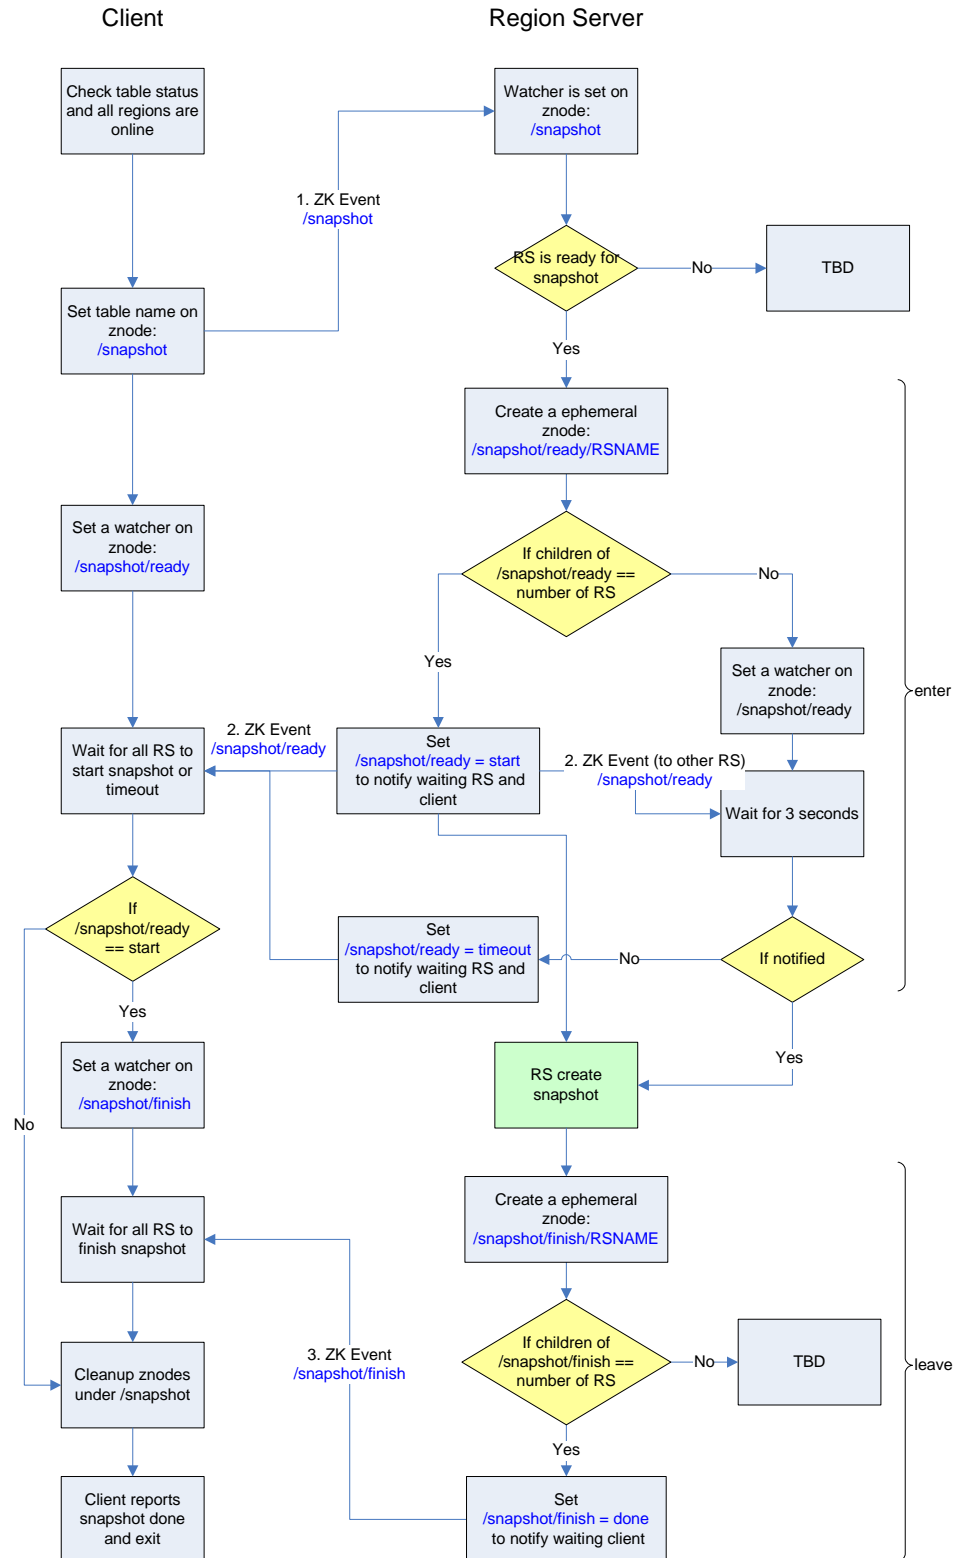 Client
Region Server
Check table status
and all regions are
online
Watcher is set on
znode:
/snapshot
1. ZK Event
/snapshot
RS is ready for
snapshot
No
TBD
Set table name on
znode:
/snapshot
Yes
Create a ephemeral
znode:
/snapshot/ready/RSNAME
Set a watcher on
znode:
/snapshot/ready
If children of
/snapshot/ready ==
number of RS
No
Yes
Set a watcher on
znode:
/snapshot/ready
enter
Wait for all RS to
start snapshot or
timeout
2. ZK Event
/snapshot/ready
Set
/snapshot/ready = start
to notify waiting RS and
client
2. ZK Event (to other RS)
/snapshot/ready
Wait for 3 seconds
If
/snapshot/ready
== start
Set
/snapshot/ready = timeout
to notify waiting RS and
client
No
If notified
Yes
Yes
Set a watcher on
znode:
/snapshot/finish
RS create
snapshot
No
Wait for all RS to
finish snapshot
Create a ephemeral
znode:
/snapshot/finish/RSNAME
3. ZK Event
/snapshot/finish
If children of
/snapshot/finish ==
number of RS
No
TBD
leave
Cleanup znodes
under /snapshot
Yes
Client reports
snapshot done
and exit
Set
/snapshot/finish = done
to notify waiting client